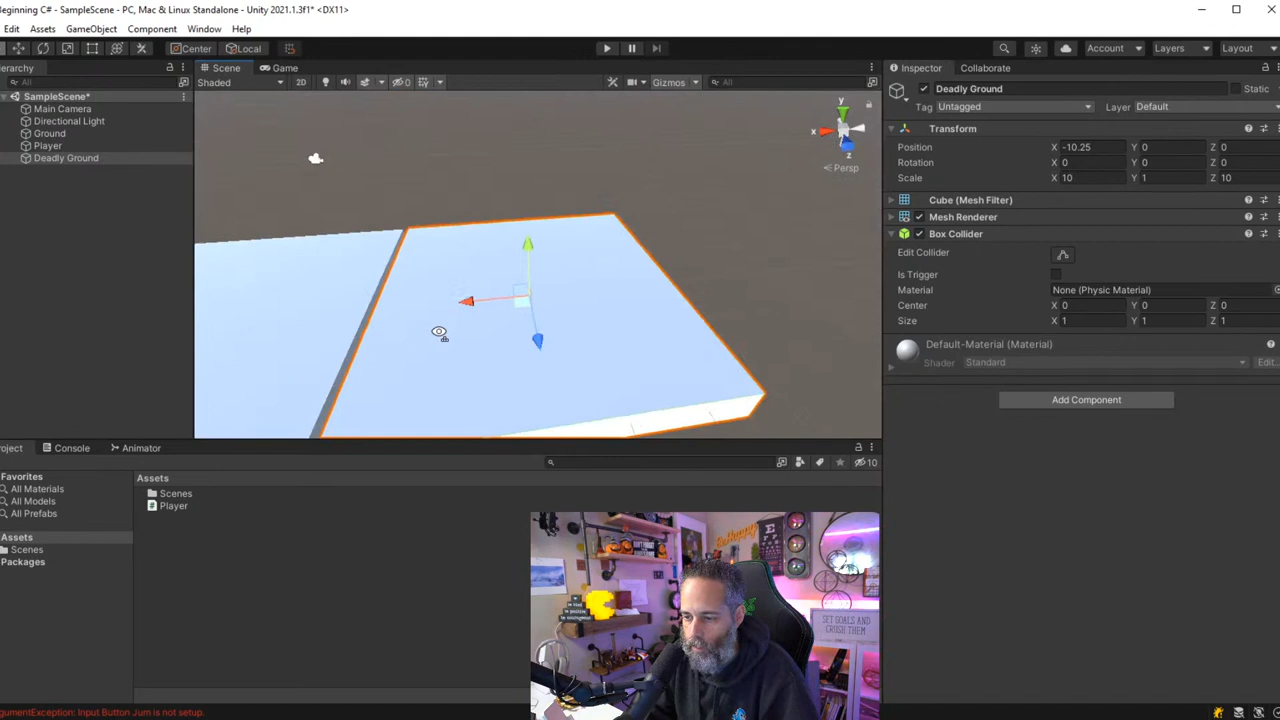 Beginning C# - SampleScene - PC, Mac & Linux Standalone - Unity 2021.1.3f1* <DX11>
Edit Assets GameObject Component Window Help
Center Local Account Layers Layout
erarchy Scene Game Inspector Collaborate
All Shaded 2D 0 Gizmos All Deadly Ground Static
SampleScene* Tag Untagged Layer Default
Main Camera
Directional Light
Ground
Player
Deadly Ground
y
x
z
Persp
Transform
Position X -10.25 Y 0 Z 0
Rotation X 0 Y 0 Z 0
Scale X 10 Y 1 Z 10
Cube (Mesh Filter)
Mesh Renderer
Box Collider
Edit Collider
Is Trigger
Material None (Physic Material)
Center X 0 Y 0 Z 0
Size X 1 Y 1 Z 1
Default-Material (Material)
Shader Standard Edit..
Add Component
roject Console Animator
10
Favorites
All Materials
All Models
All Prefabs
Assets
Scenes
Packages
Assets
Scenes
Player
SET GOALS AND
CRUSH THEM
gumentException: Input Button Jum is not setup.